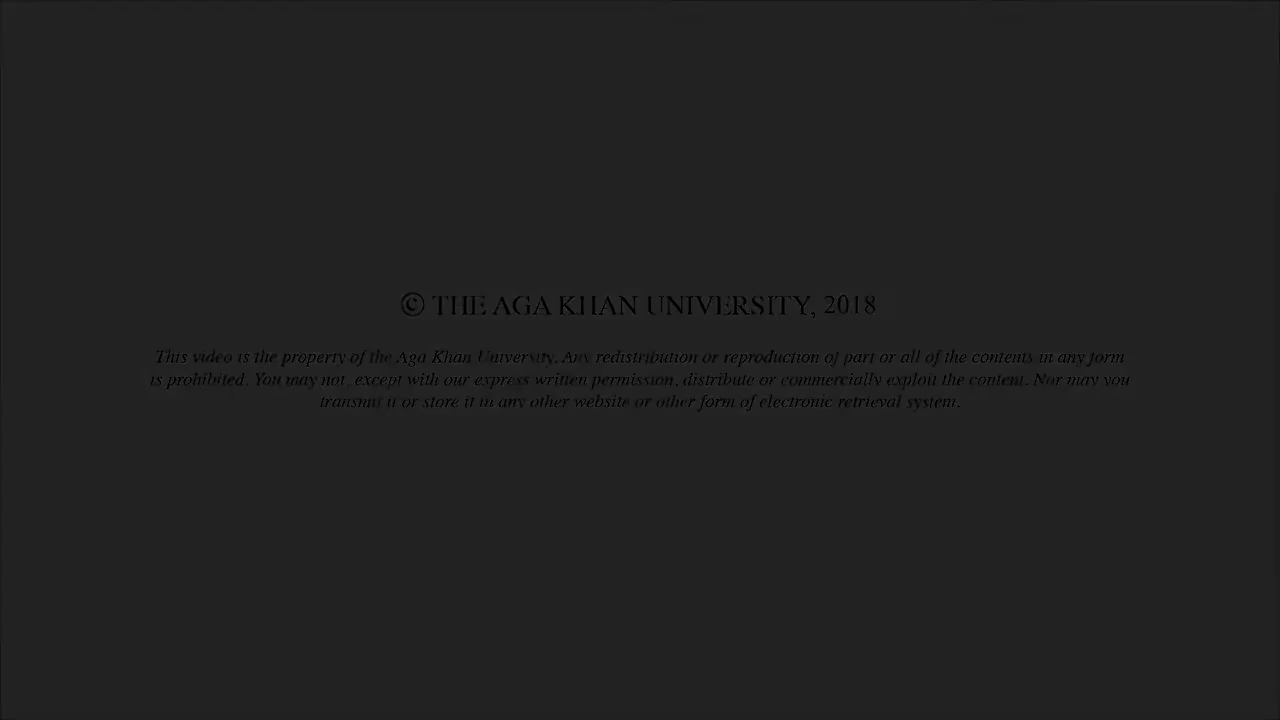 © THE AGA KHAN UNIVERSITY, 2018
This video is the property of the Aga Khan University. Any redistribution or reproduction of part or all of the contents in any form
is prohibited. You may not, except with our express written permission, distribute or commercially exploit the content. Nor may you
transmit it or store it in any other website or other form of electronic retrieval system.